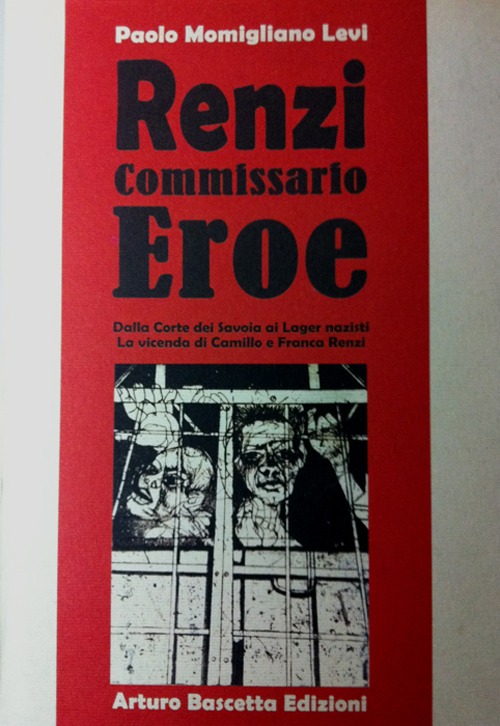 Paolo Momigliano Levi
Renzi
Commissario
Eroe
Dalla Corte dei Savoia ai Lager nazisti
La vicenda di Camillo e Franca Renzi
Arturo Bascetta Edizioni